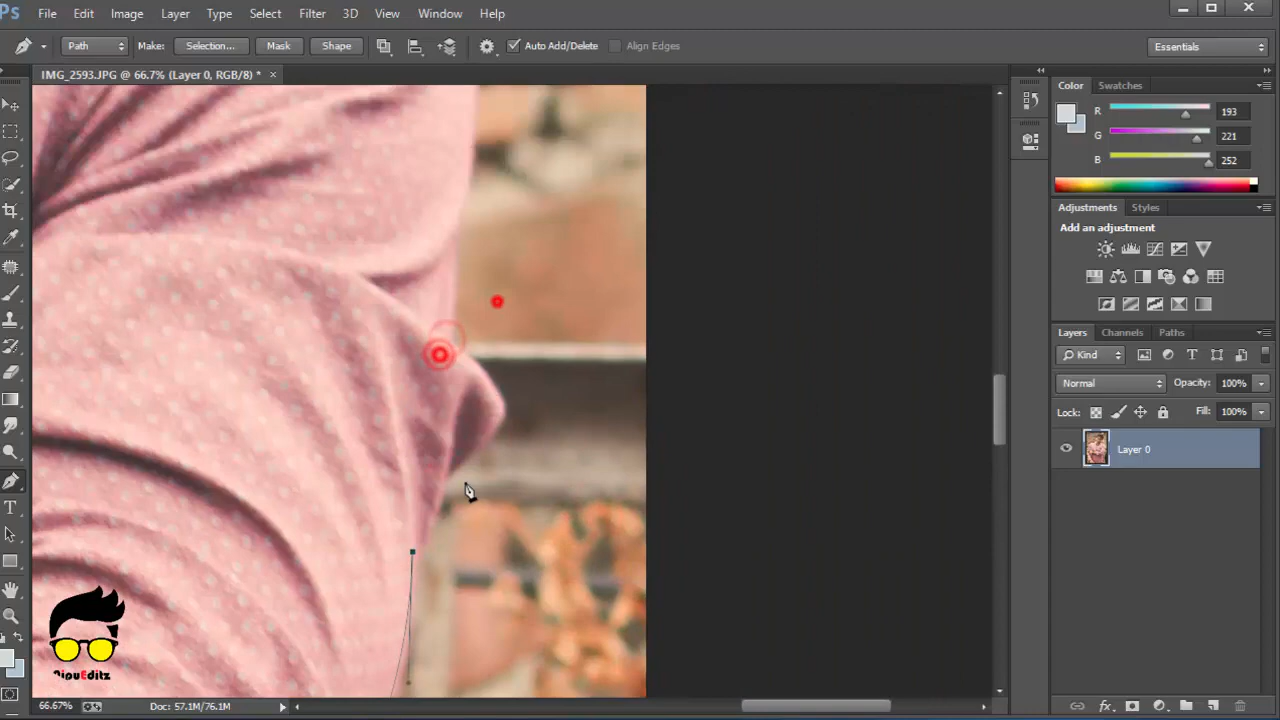 Ps File Edit Image Layer Type Select Filter 3D View Window Help
Path Make: Selection... Mask Shape Auto Add/Delete Align Edges Essentials
IMG_2593.JPG @ 66.7% (Layer 0, RGB/8) * ×
Color Swatches
R 193
G 221
B 252
Adjustments Styles
Add an adjustment
Layers Channels Paths
Kind
Normal Opacity: 100%
Lock: Fill: 100%
Layer 0
fx
66.67% Doc: 57.1M/76.1M